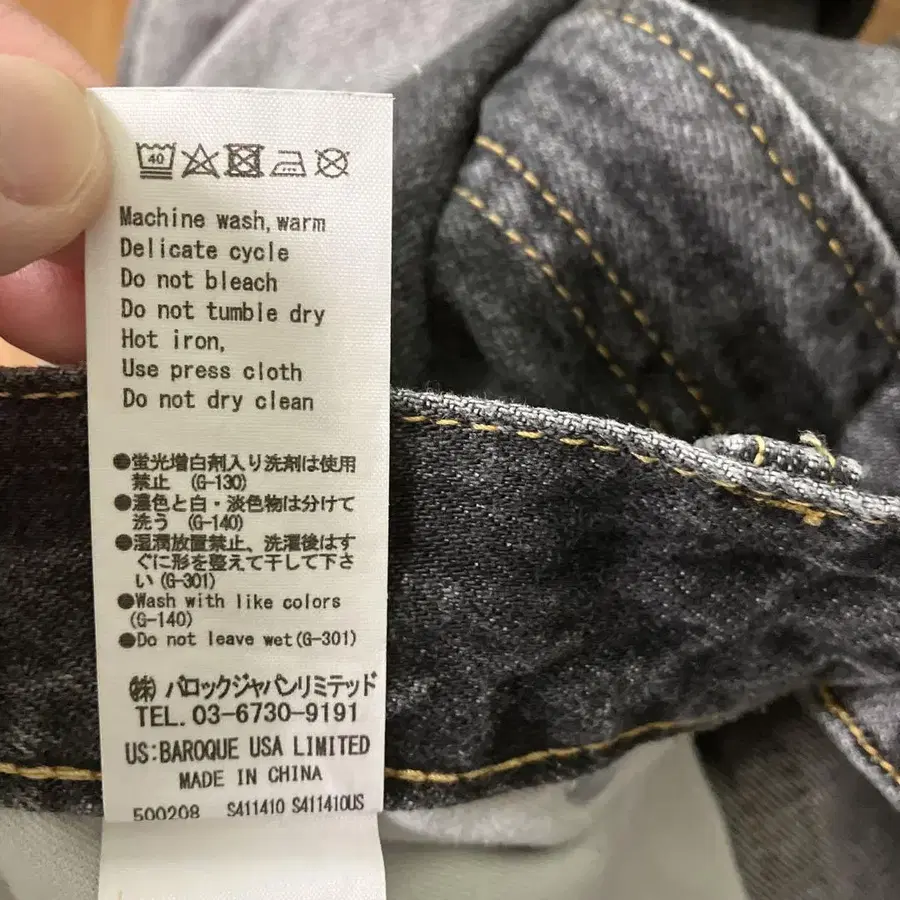 40
Machine wash,warm
Delicate cycle
Do not bleach
Do not tumble dry
Hot iron,
Use press cloth
Do not dry clean
●蛍光増白剤入り洗剤は使用
禁止 (G-130)
●濃色と白・淡色物は分けて
洗う (G-140)
●湿潤放置禁止、洗濯後はす
ぐに形を整えて干して下さ
い(G-301)
●Wash with like colors
(G-140)
●Do not leave wet(G-301)
㈱ バロックジャパンリミテッド
TEL. 03-6730-9191
US:BAROQUE USA LIMITED
MADE IN CHINA
500208 S411410 S411410US